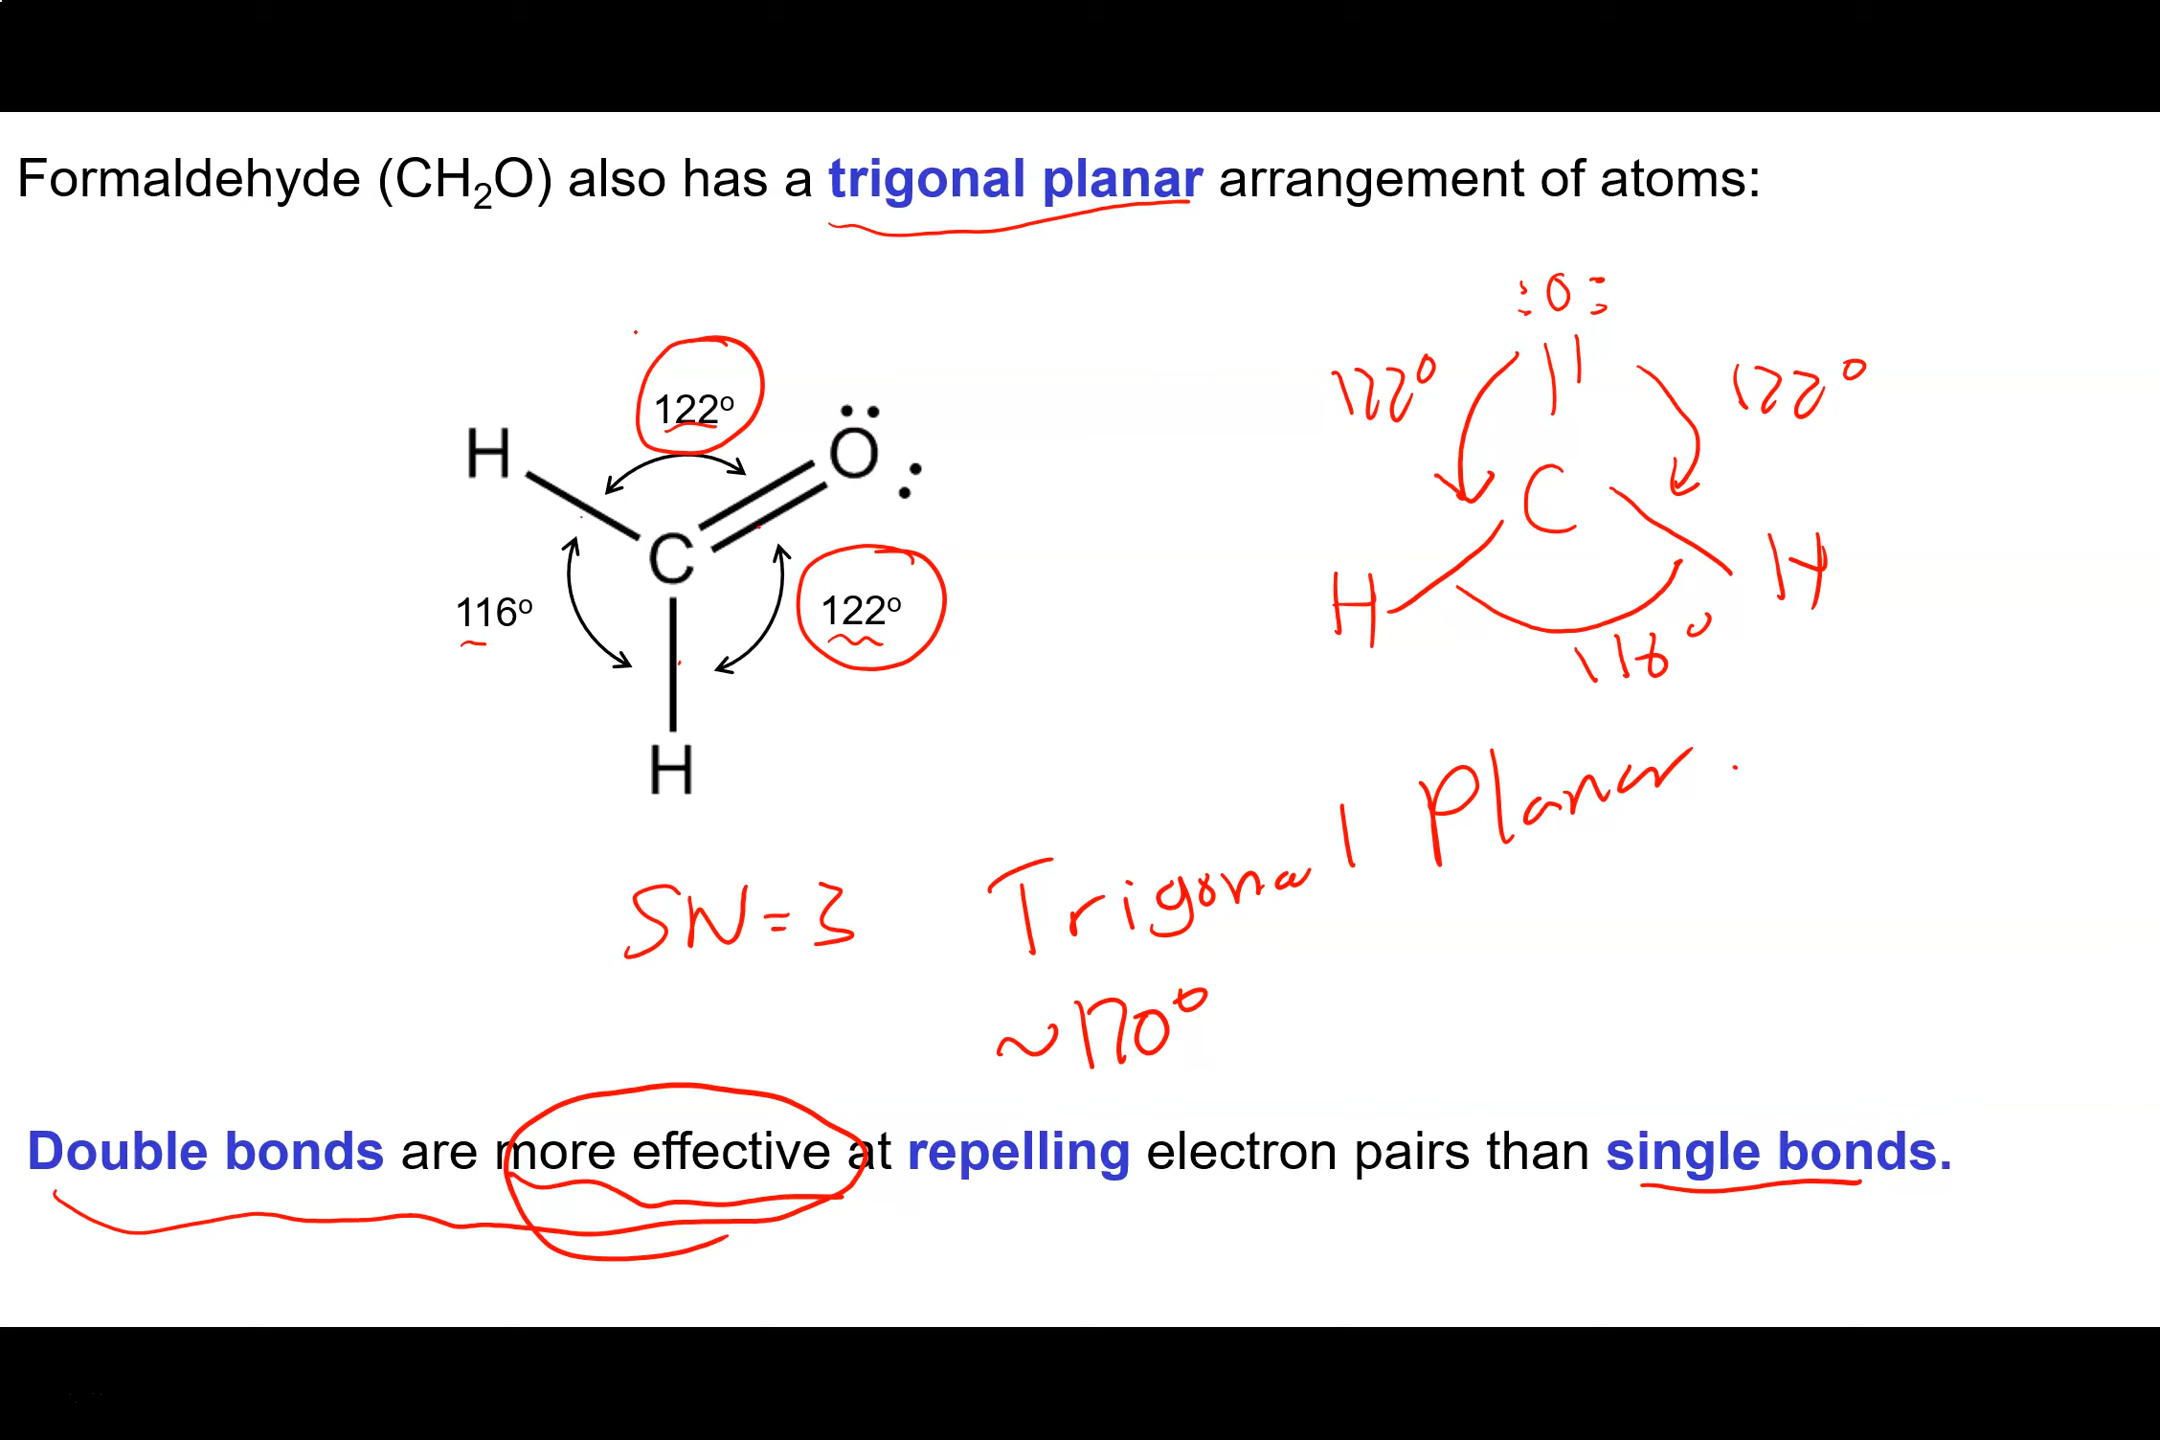 Formaldehyde (CH₂O) also has a trigonal planar arrangement of atoms:
:O:
122° 122°
122°
H O
C
C
H H
116° 122°
116°
H
Trigonal Planar.
SN=3
~120°
Double bonds are more effective at repelling electron pairs than single bonds.